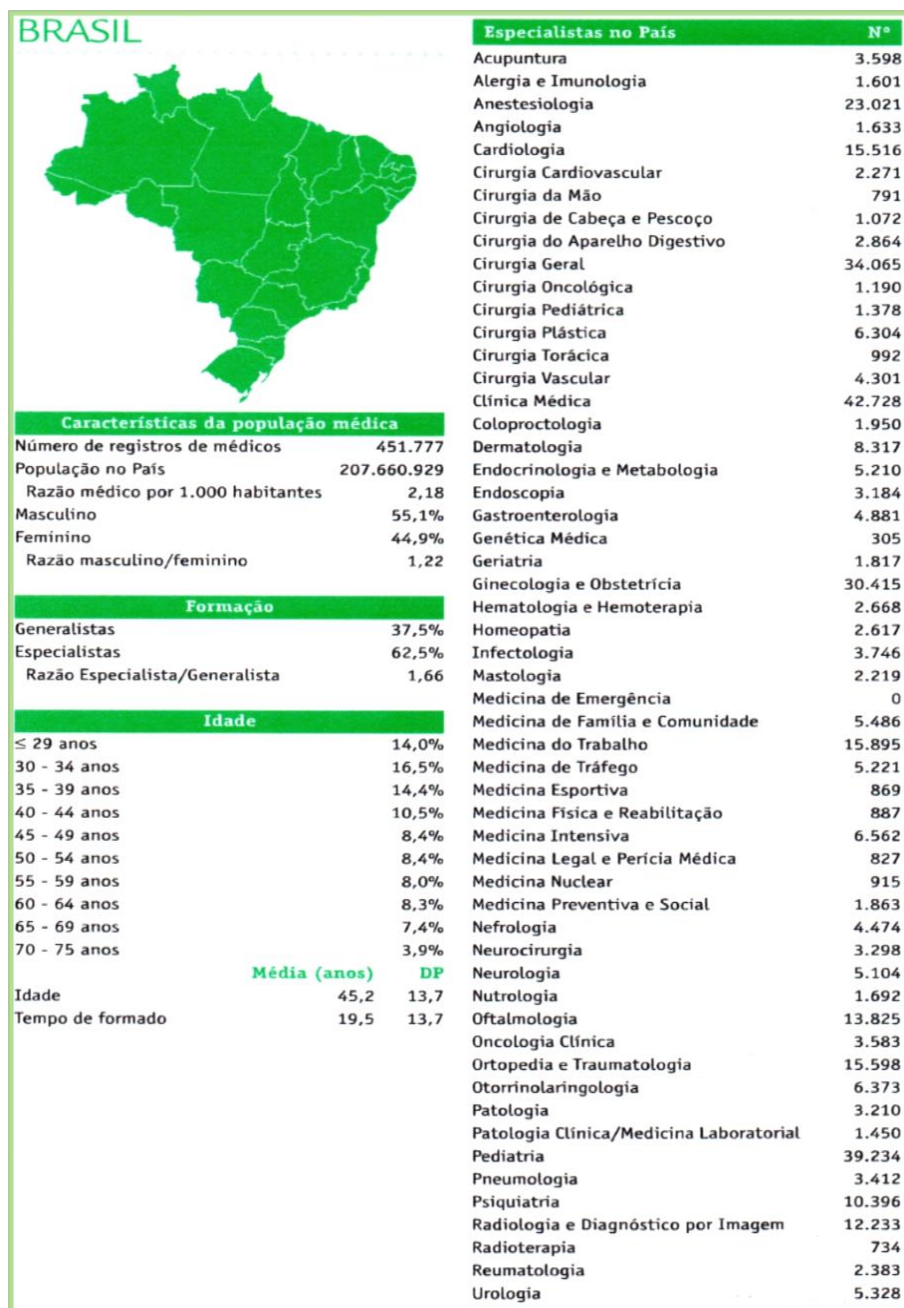 BRASIL
Características da população médica
Número de registros de médicos 451.777
População no País 207.660.929
Razão médico por 1.000 habitantes 2,18
Masculino 55,1%
Feminino 44,9%
Razão masculino/feminino 1,22
Formação
Generalistas 37,5%
Especialistas 62,5%
Razão Especialista/Generalista 1,66
Idade
≤ 29 anos 14,0%
30 - 34 anos 16,5%
35 - 39 anos 14,4%
40 - 44 anos 10,5%
45 - 49 anos 8,4%
50 - 54 anos 8,4%
55 - 59 anos 8,0%
60 - 64 anos 8,3%
65 - 69 anos 7,4%
70 - 75 anos 3,9%
Média (anos) DP
Idade 45,2 13,7
Tempo de formado 19,5 13,7
Especialistas no País Nº
Acupuntura 3.598
Alergia e Imunologia 1.601
Anestesiologia 23.021
Angiologia 1.633
Cardiologia 15.516
Cirurgia Cardiovascular 2.271
Cirurgia da Mão 791
Cirurgia de Cabeça e Pescoço 1.072
Cirurgia do Aparelho Digestivo 2.864
Cirurgia Geral 34.065
Cirurgia Oncológica 1.190
Cirurgia Pediátrica 1.378
Cirurgia Plástica 6.304
Cirurgia Torácica 992
Cirurgia Vascular 4.301
Clínica Médica 42.728
Coloproctologia 1.950
Dermatologia 8.317
Endocrinologia e Metabologia 5.210
Endoscopia 3.184
Gastroenterologia 4.881
Genética Médica 305
Geriatria 1.817
Ginecologia e Obstetrícia 30.415
Hematologia e Hemoterapia 2.668
Homeopatia 2.617
Infectologia 3.746
Mastologia 2.219
Medicina de Emergência 0
Medicina de Família e Comunidade 5.486
Medicina do Trabalho 15.895
Medicina de Tráfego 5.221
Medicina Esportiva 869
Medicina Física e Reabilitação 887
Medicina Intensiva 6.562
Medicina Legal e Perícia Médica 827
Medicina Nuclear 915
Medicina Preventiva e Social 1.863
Nefrologia 4.474
Neurocirurgia 3.298
Neurologia 5.104
Nutrologia 1.692
Oftalmologia 13.825
Oncologia Clínica 3.583
Ortopedia e Traumatologia 15.598
Otorrinolaringologia 6.373
Patologia 3.210
Patologia Clínica/Medicina Laboratorial 1.450
Pediatria 39.234
Pneumologia 3.412
Psiquiatria 10.396
Radiologia e Diagnóstico por Imagem 12.233
Radioterapia 734
Reumatologia 2.383
Urologia 5.328